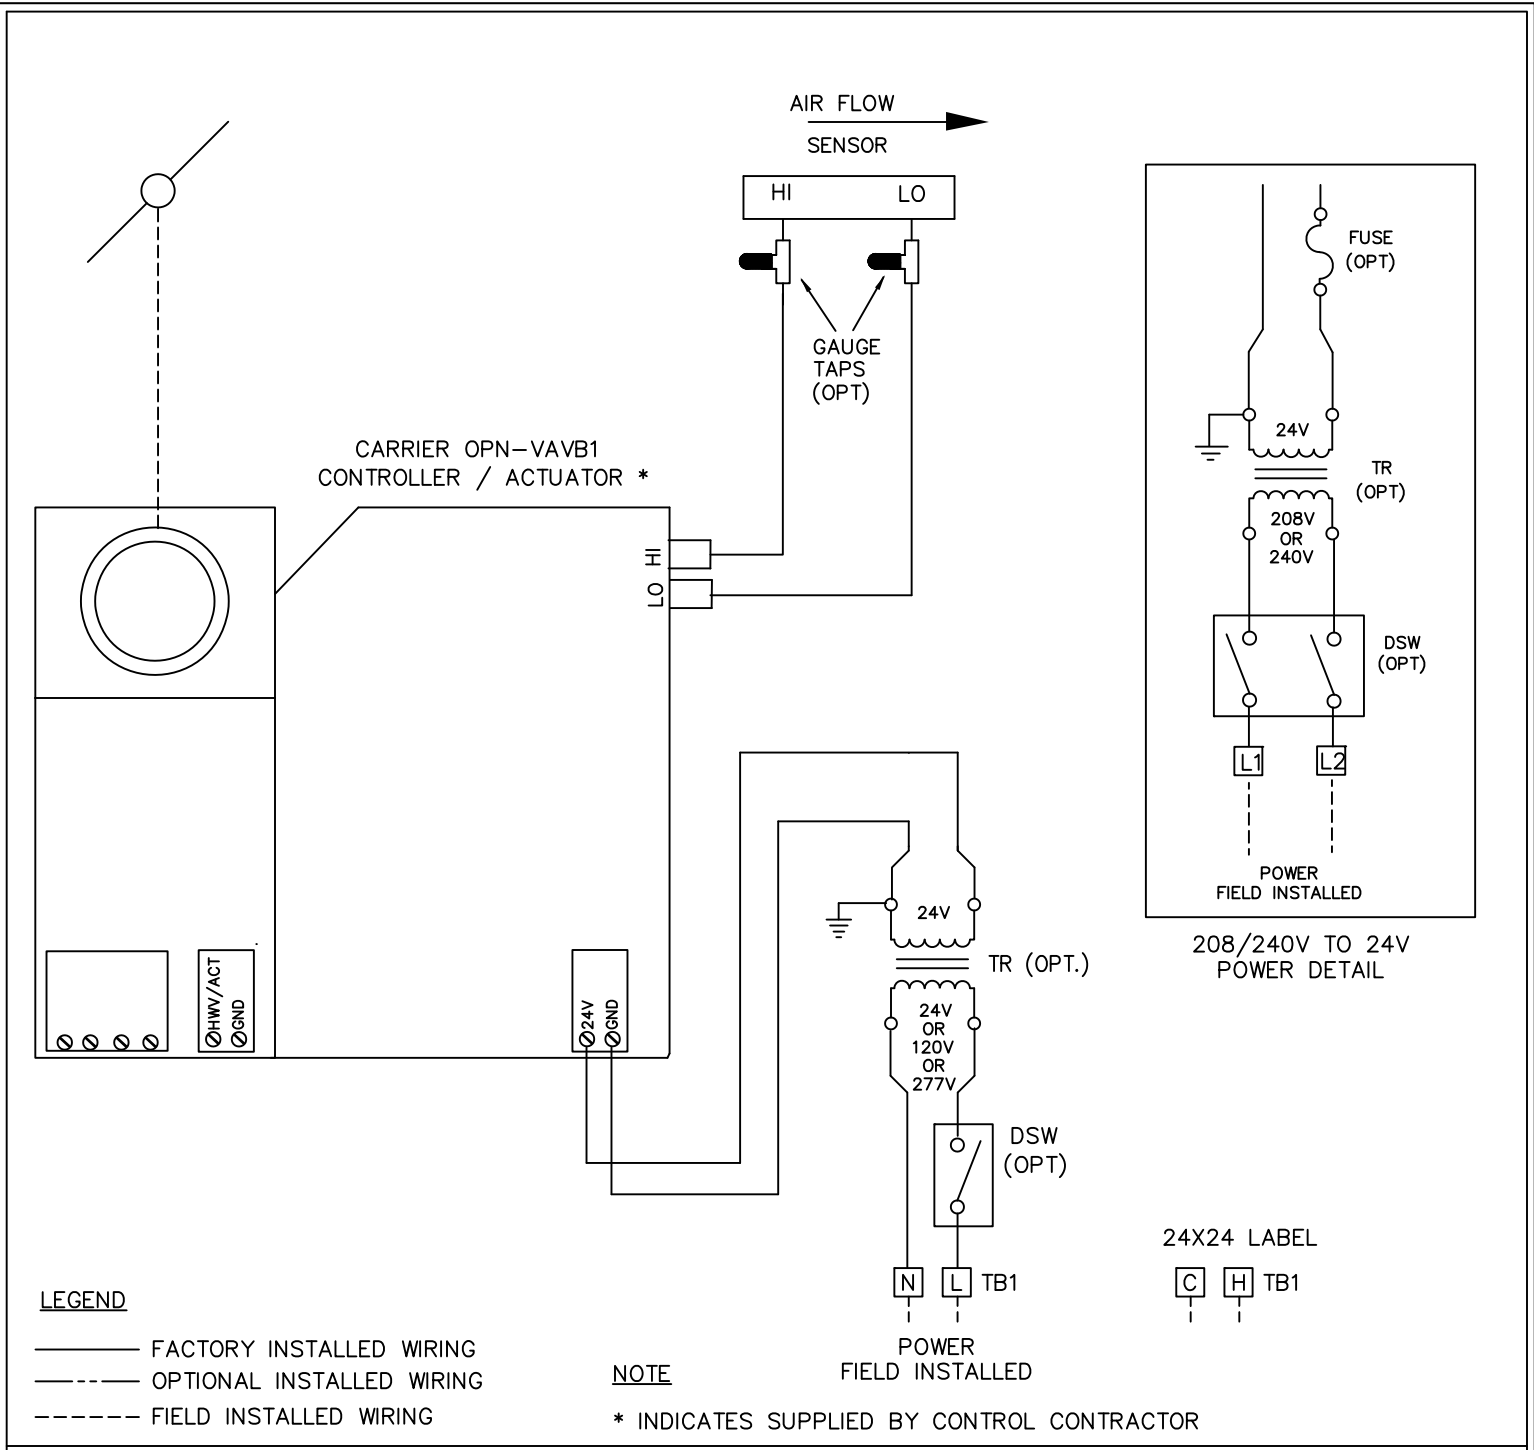 AIR FLOW
SENSOR
HI
LO
GAUGE
TAPS
(OPT)
CARRIER OPN-VAVB1
CONTROLLER / ACTUATOR *
HI
LO
HWV/ACT
GND
24V
GND
24V
TR (OPT.)
24V
OR
120V
OR
277V
DSW
(OPT)
N
L
TB1
POWER
FIELD INSTALLED
FUSE
(OPT)
24V
TR
(OPT)
208V
OR
240V
DSW
(OPT)
L1
L2
POWER
FIELD INSTALLED
208/240V TO 24V
POWER DETAIL
24X24 LABEL
C
H
TB1
LEGEND
FACTORY INSTALLED WIRING
OPTIONAL INSTALLED WIRING
FIELD INSTALLED WIRING
NOTE
* INDICATES SUPPLIED BY CONTROL CONTRACTOR